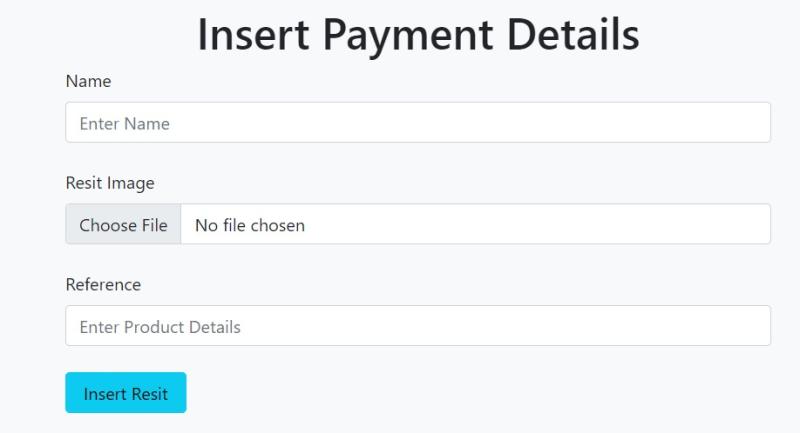 Insert Payment Details
Name
Enter Name
Resit Image
Choose File No file chosen
Reference
Enter Product Details
Insert Resit